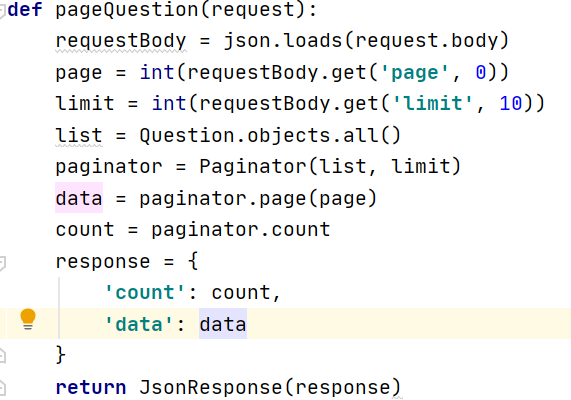 def pageQuestion(request):
    requestBody = json.loads(request.body)
    page = int(requestBody.get('page', 0))
    limit = int(requestBody.get('limit', 10))
    list = Question.objects.all()
    paginator = Paginator(list, limit)
    data = paginator.page(page)
    count = paginator.count
    response = {
        'count': count,
        'data': data
    }
    return JsonResponse(response)